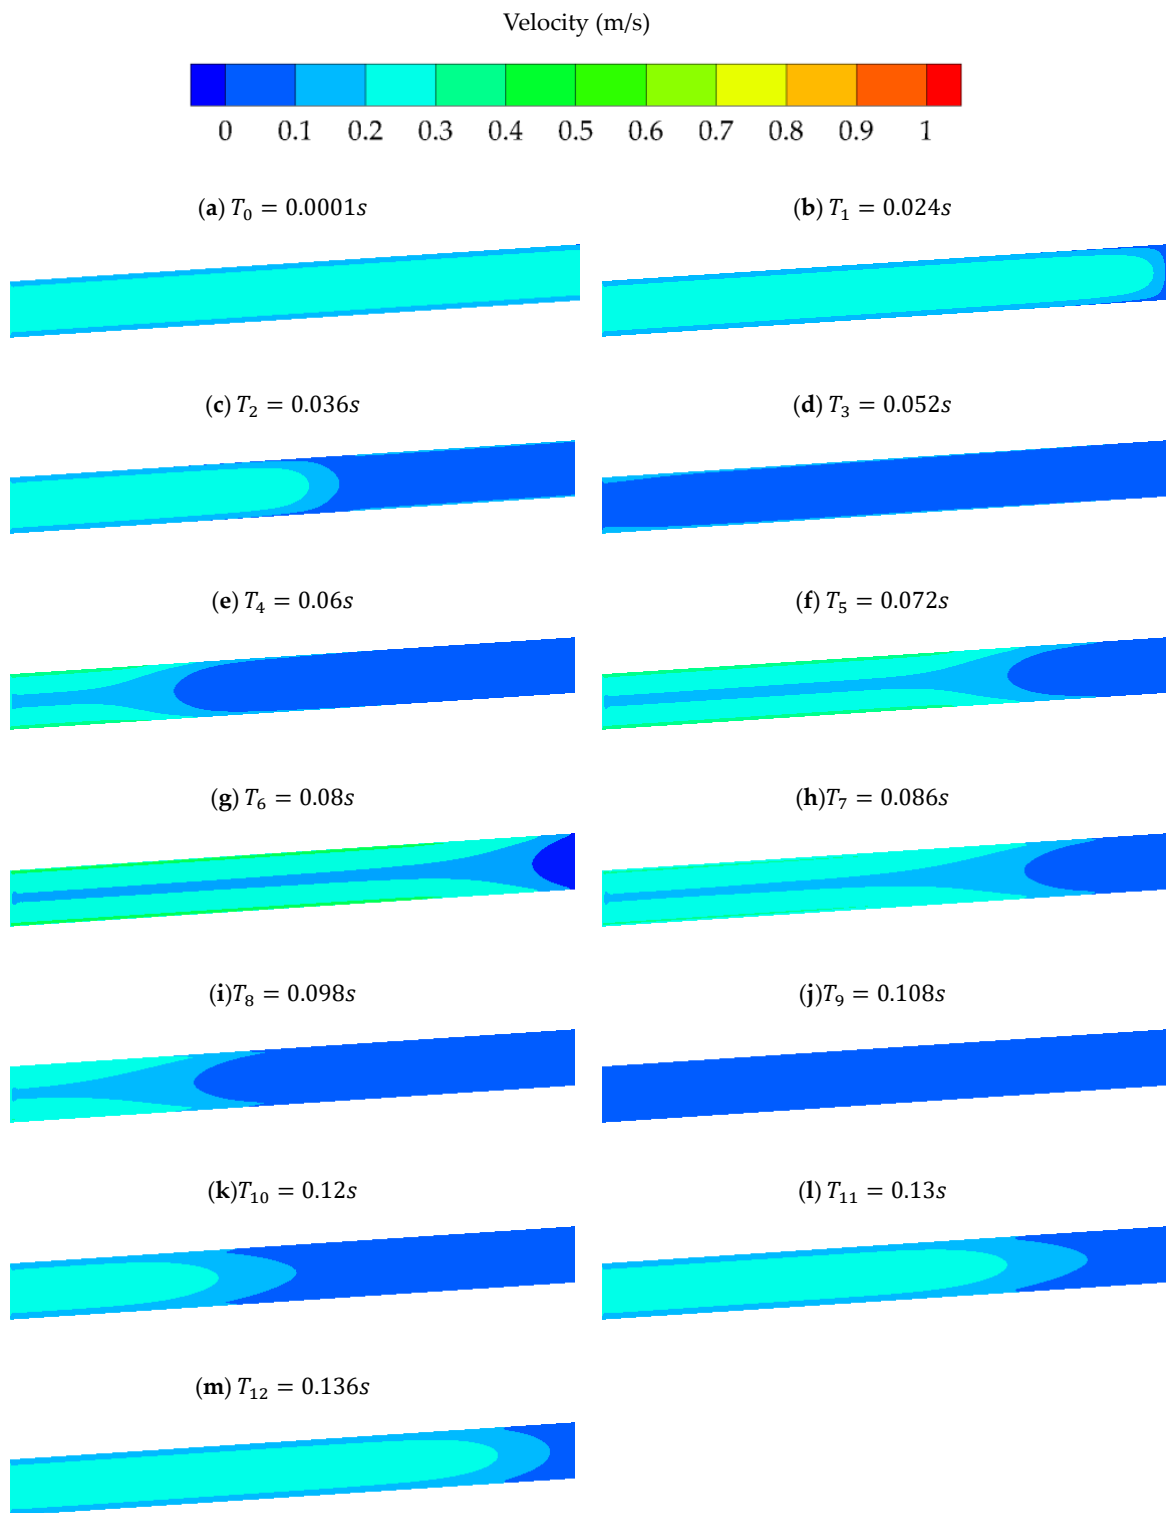 Velocity (m/s)
0 0.1 0.2 0.3 0.4 0.5 0.6 0.7 0.8 0.9 1
(a) T₀ = 0.0001s
(b) T₁ = 0.024s
(c) T₂ = 0.036s
(d) T₃ = 0.052s
(e) T₄ = 0.06s
(f) T₅ = 0.072s
(g) T₆ = 0.08s
(h)T₇ = 0.086s
(i)T₈ = 0.098s
(j)T₉ = 0.108s
(k)T₁₀ = 0.12s
(l) T₁₁ = 0.13s
(m) T₁₂ = 0.136s